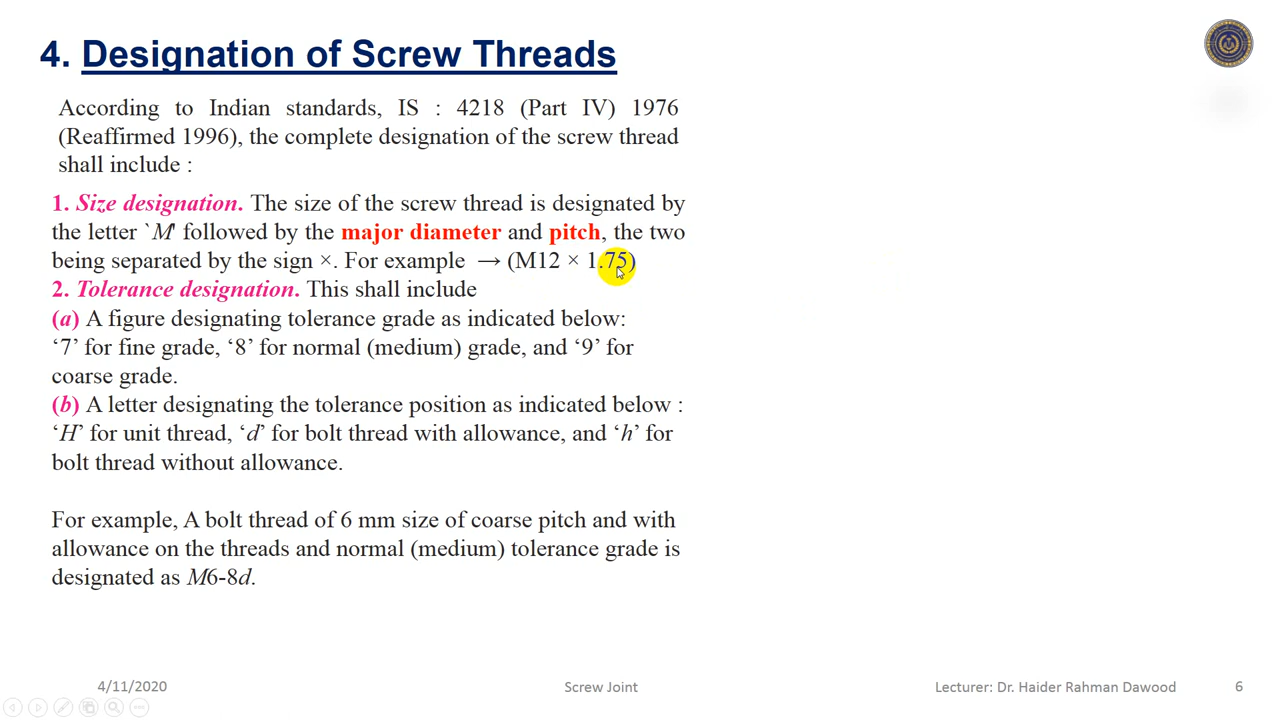 4. Designation of Screw Threads
According to Indian standards, IS : 4218 (Part IV) 1976
(Reaffirmed 1996), the complete designation of the screw thread
shall include :
1. Size designation. The size of the screw thread is designated by
the letter `M' followed by the major diameter and pitch, the two
being separated by the sign ×. For example → (M12 × 1.75)
2. Tolerance designation. This shall include
(a) A figure designating tolerance grade as indicated below:
‘7’ for fine grade, ‘8’ for normal (medium) grade, and ‘9’ for
coarse grade.
(b) A letter designating the tolerance position as indicated below :
‘H’ for unit thread, ‘d’ for bolt thread with allowance, and ‘h’ for
bolt thread without allowance.
For example, A bolt thread of 6 mm size of coarse pitch and with
allowance on the threads and normal (medium) tolerance grade is
designated as M6-8d.
4/11/2020
Screw Joint
Lecturer: Dr. Haider Rahman Dawood
6